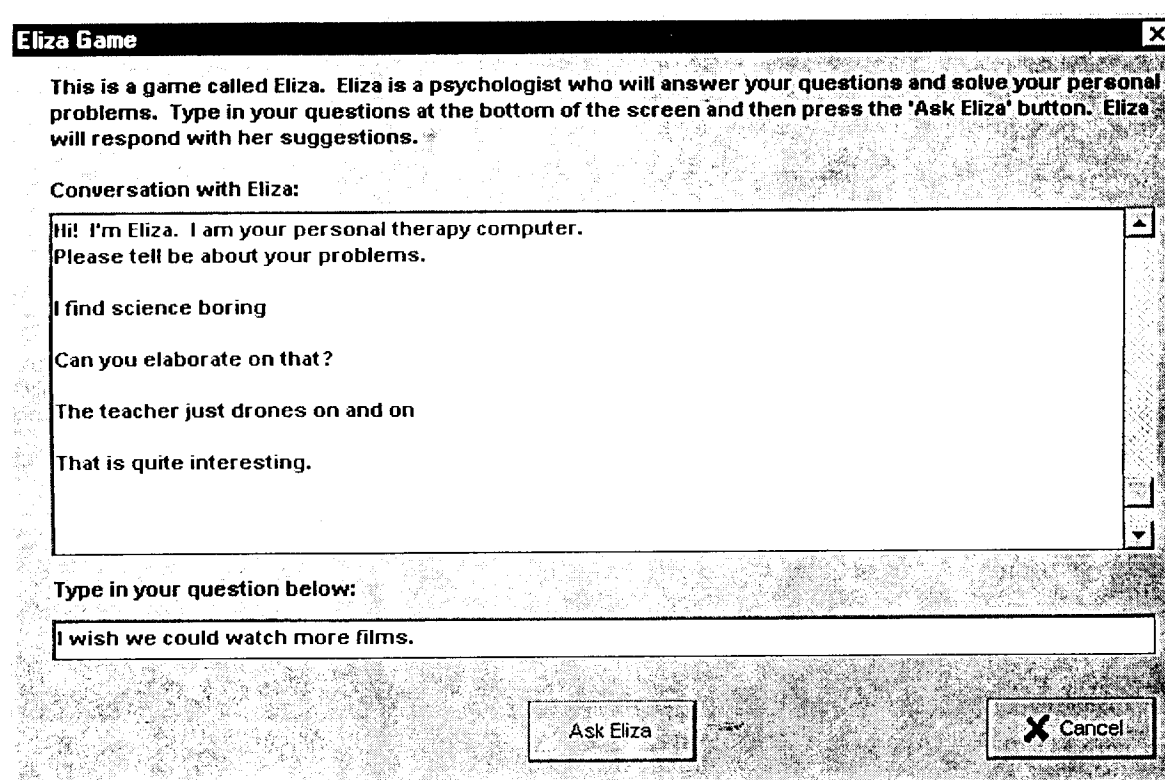 Eliza Game
This is a game called Eliza. Eliza is a psychologist who will answer your questions and solve your personal
problems. Type in your questions at the bottom of the screen and then press the 'Ask Eliza' button. Eliza
will respond with her suggestions.
Conversation with Eliza:
Hi! I'm Eliza. I am your personal therapy computer.
Please tell be about your problems.
I find science boring
Can you elaborate on that?
The teacher just drones on and on
That is quite interesting.
Type in your question below:
I wish we could watch more films.
Ask Eliza
Cancel